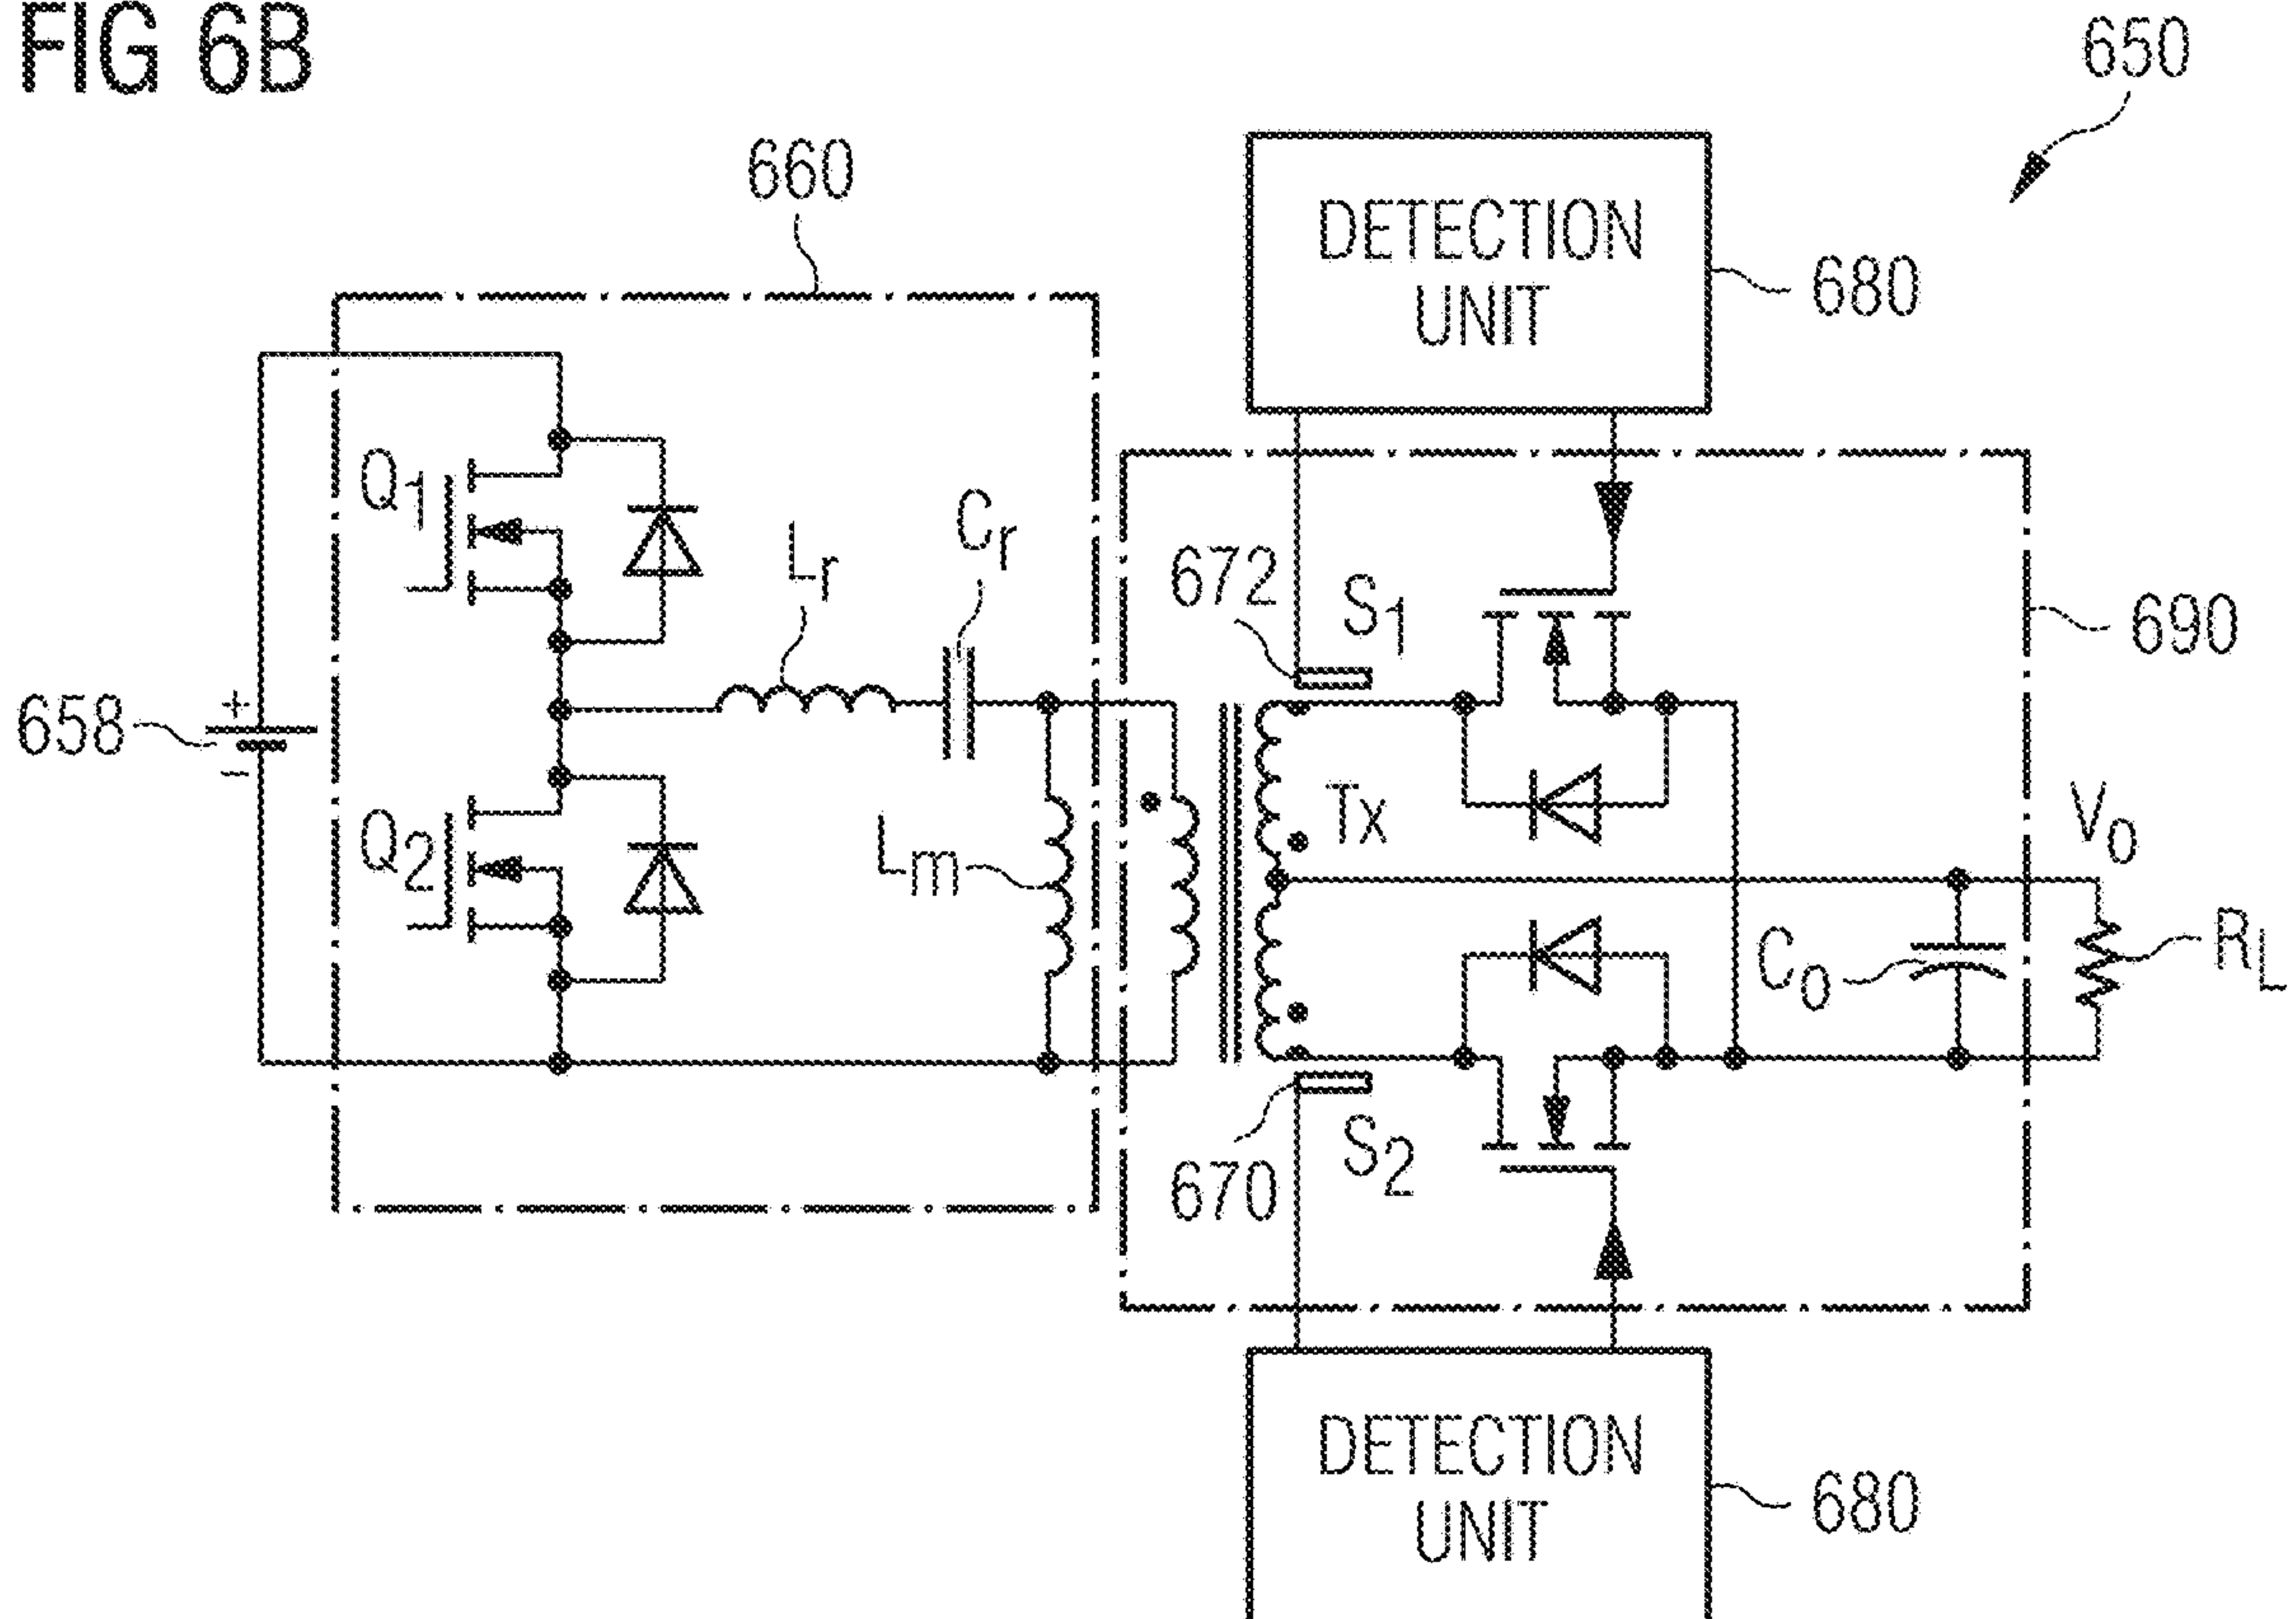 FIG 6B
650
660
DETECTION
UNIT
680
Q1
Lr
Cr
672
S1
690
+
658
−
Q2
Lm
Tx
Vo
Co
RL
670
S2
DETECTION
UNIT
680